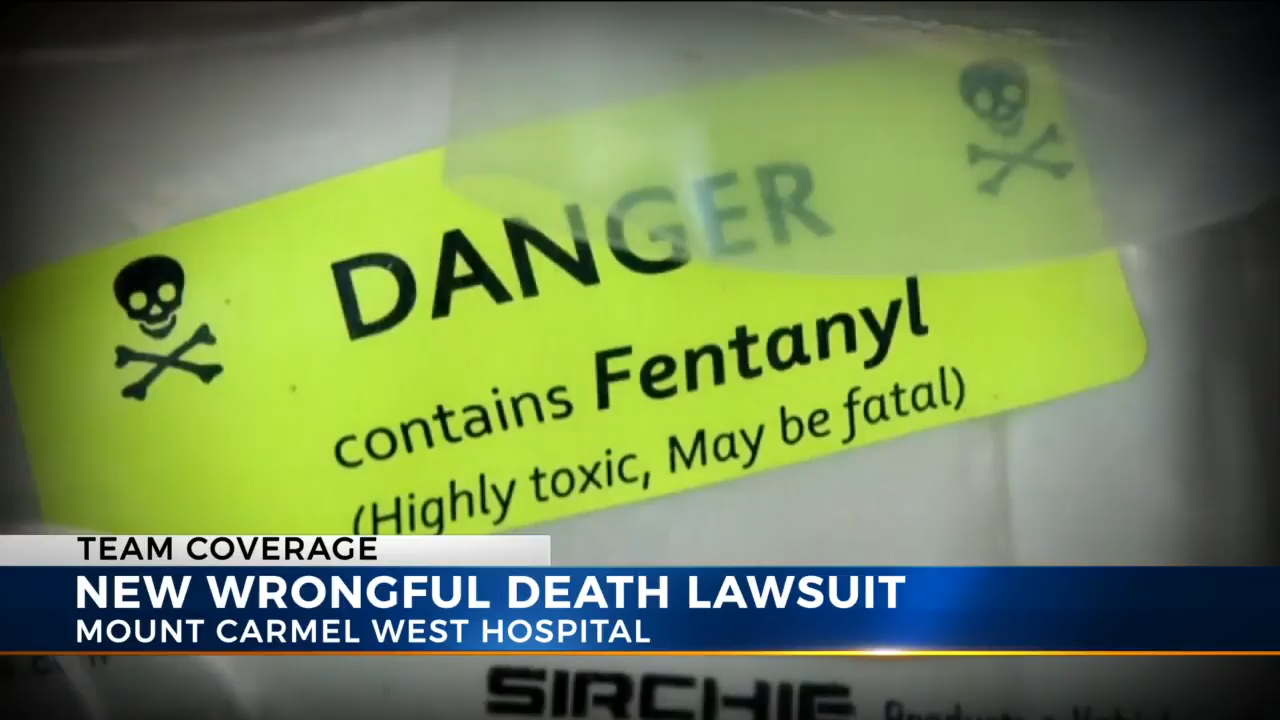 DANGER
contains Fentanyl
(Highly toxic, May be fatal)
TEAM COVERAGE
NEW WRONGFUL DEATH LAWSUIT
MOUNT CARMEL WEST HOSPITAL
SIRCHIE